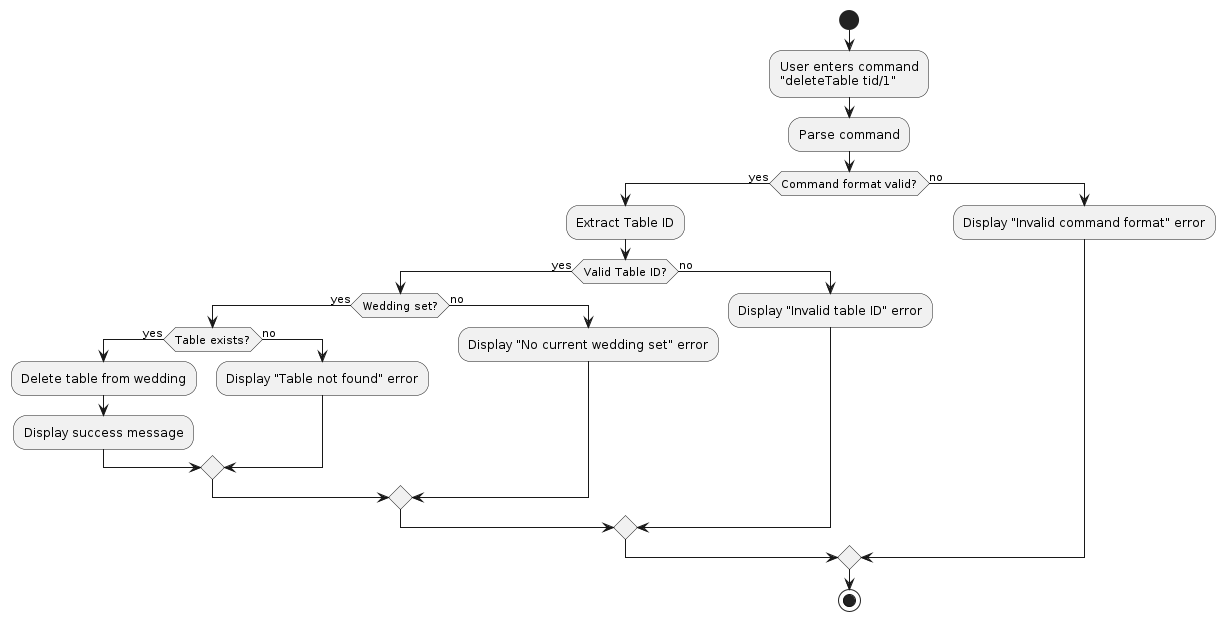 User enters command
"deleteTable tid/1"
Parse command
yes
Command format valid?
no
Extract Table ID
Display "Invalid command format" error
yes
Valid Table ID?
no
yes
Wedding set?
no
Display "Invalid table ID" error
yes
Table exists?
no
Display "No current wedding set" error
Delete table from wedding
Display "Table not found" error
Display success message